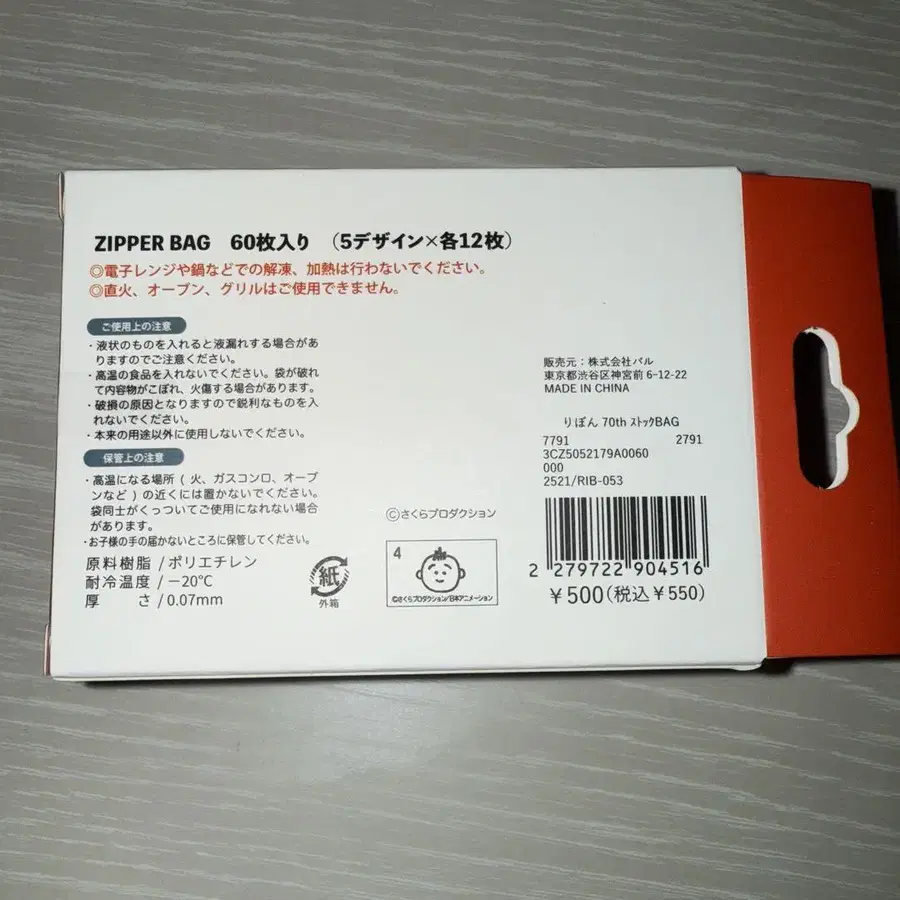 ZIPPER BAG 60枚入り （5デザイン×各12枚）
◎電子レンジや鍋などでの解凍、加熱は行わないでください。
◎直火、オーブン、グリルはご使用できません。
ご使用上の注意
・液状のものを入れると液漏れする場合があ
りますのでご注意ください。
・高温の食品を入れないでください。袋が破れ
て内容物がこぼれ、火傷する場合があります。
・破損の原因となりますので鋭利なものを入
れないでください。
・本来の用途以外に使用しないでください。
保管上の注意
・高温になる場所（火、ガスコンロ、オーブ
ンなど）の近くには置かないでください。
袋同士がくっついてご使用になれない場合
があります。
・お子様の手の届かないところに保管してください。
原料樹脂 /ポリエチレン
耐冷温度 /－20℃
厚 さ /0.07mm
紙
外箱
Ⓒさくらプロダクション
4
©さくらプロダクション/日本アニメーション
販売元：株式会社パル
東京都渋谷区神宮前 6-12-22
MADE IN CHINA
りぼん 70th ｽﾄｯｸBAG
7791 2791
3CZ5052179A0060
000
2521/RIB-053
2 279722 904516
￥500(税込￥550)